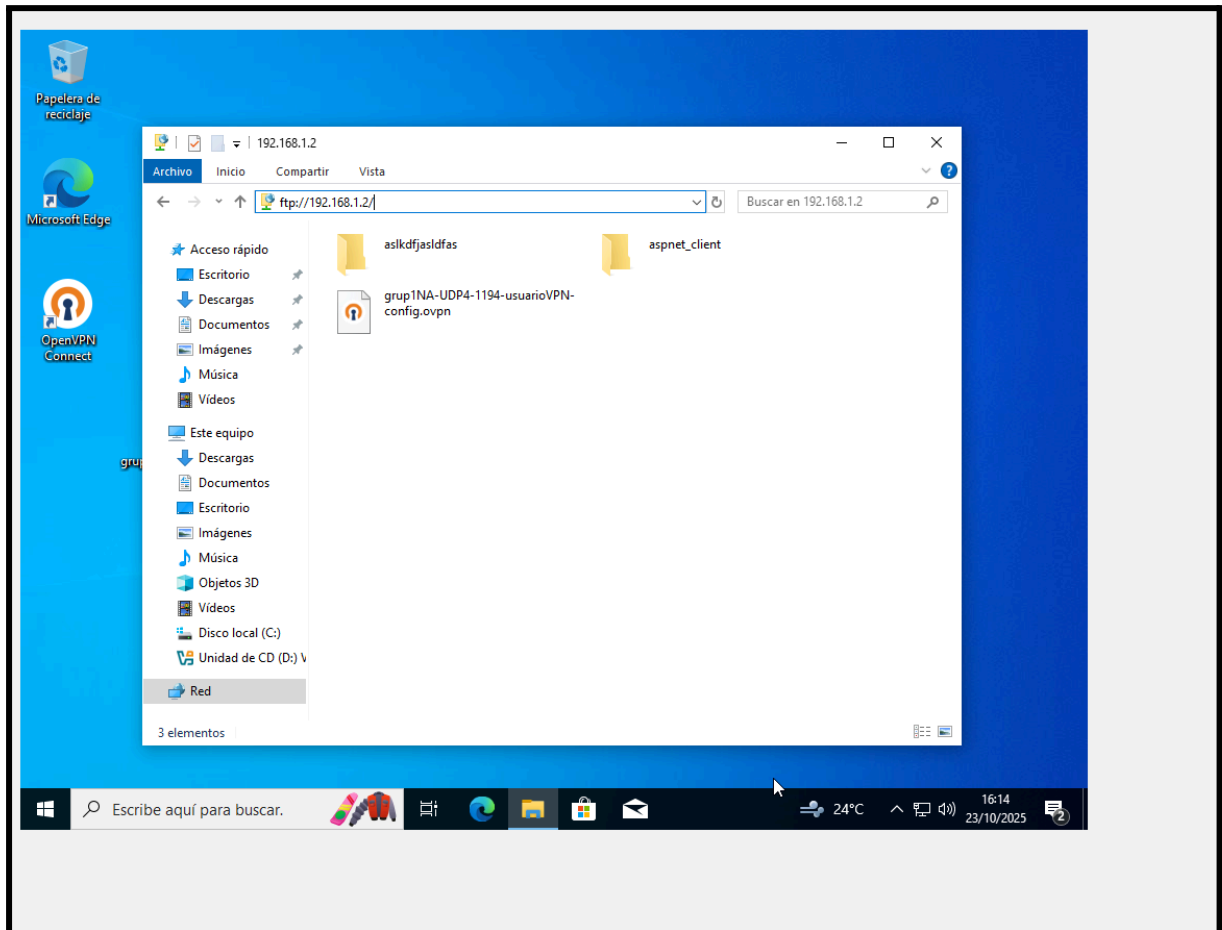 Papelera de
reciclaje
Microsoft Edge
OpenVPN
Connect
192.168.1.2
Archivo Inicio Compartir Vista
ftp://192.168.1.2/
Buscar en 192.168.1.2
Acceso rápido
Escritorio
Descargas
Documentos
Imágenes
Música
Vídeos
Este equipo
Descargas
Documentos
Escritorio
Imágenes
Música
Objetos 3D
Vídeos
Disco local (C:)
Unidad de CD (D:) V
Red
aslkdfjasldfas
aspnet_client
grup1NA-UDP4-1194-usuarioVPN-
config.ovpn
3 elementos
Escribe aquí para buscar.
24°C
16:14
23/10/2025
2